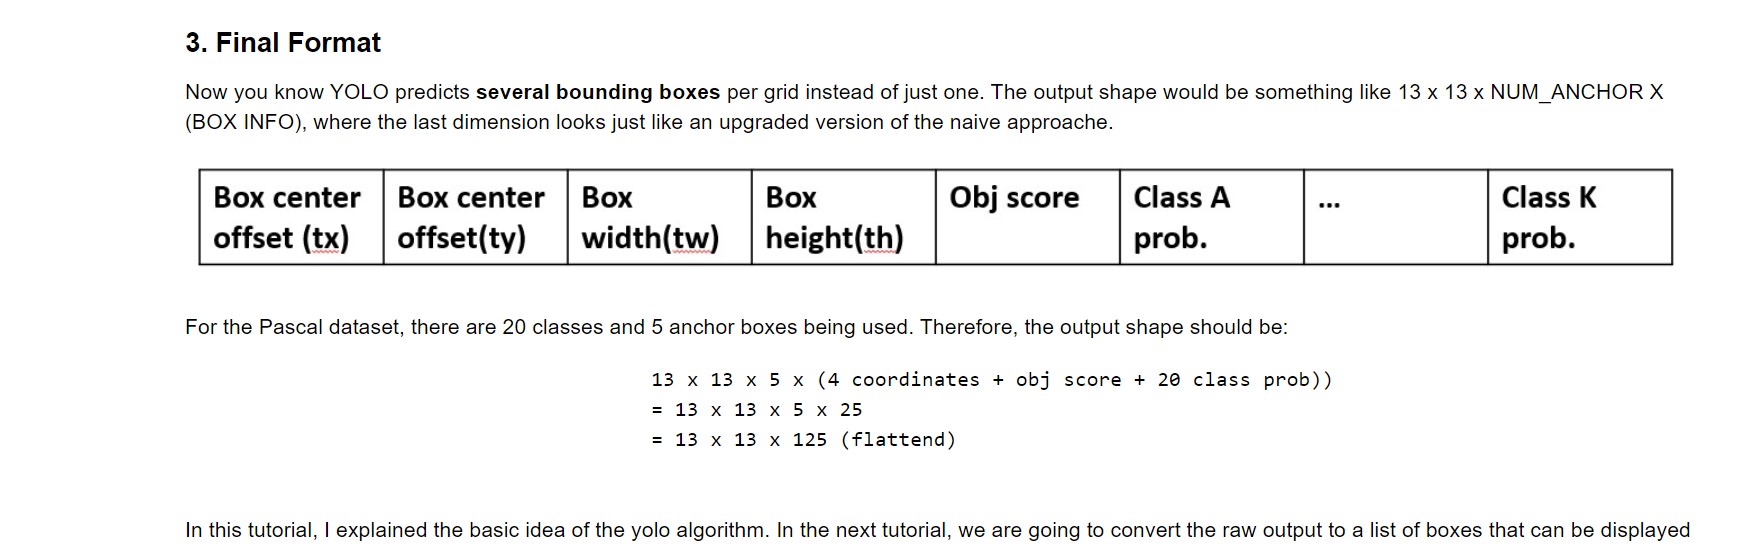 3. Final Format
Now you know YOLO predicts several bounding boxes per grid instead of just one. The output shape would be something like 13 x 13 x NUM_ANCHOR X
(BOX INFO), where the last dimension looks just like an upgraded version of the naive approache.
Box center offset (tx) Box center offset(ty) Box width(tw) Box height(th) Obj score Class A prob. ... Class K prob.
For the Pascal dataset, there are 20 classes and 5 anchor boxes being used. Therefore, the output shape should be:
13 x 13 x 5 x (4 coordinates + obj score + 20 class prob))
= 13 x 13 x 5 x 25
= 13 x 13 x 125 (flattend)
In this tutorial, I explained the basic idea of the yolo algorithm. In the next tutorial, we are going to convert the raw output to a list of boxes that can be displayed